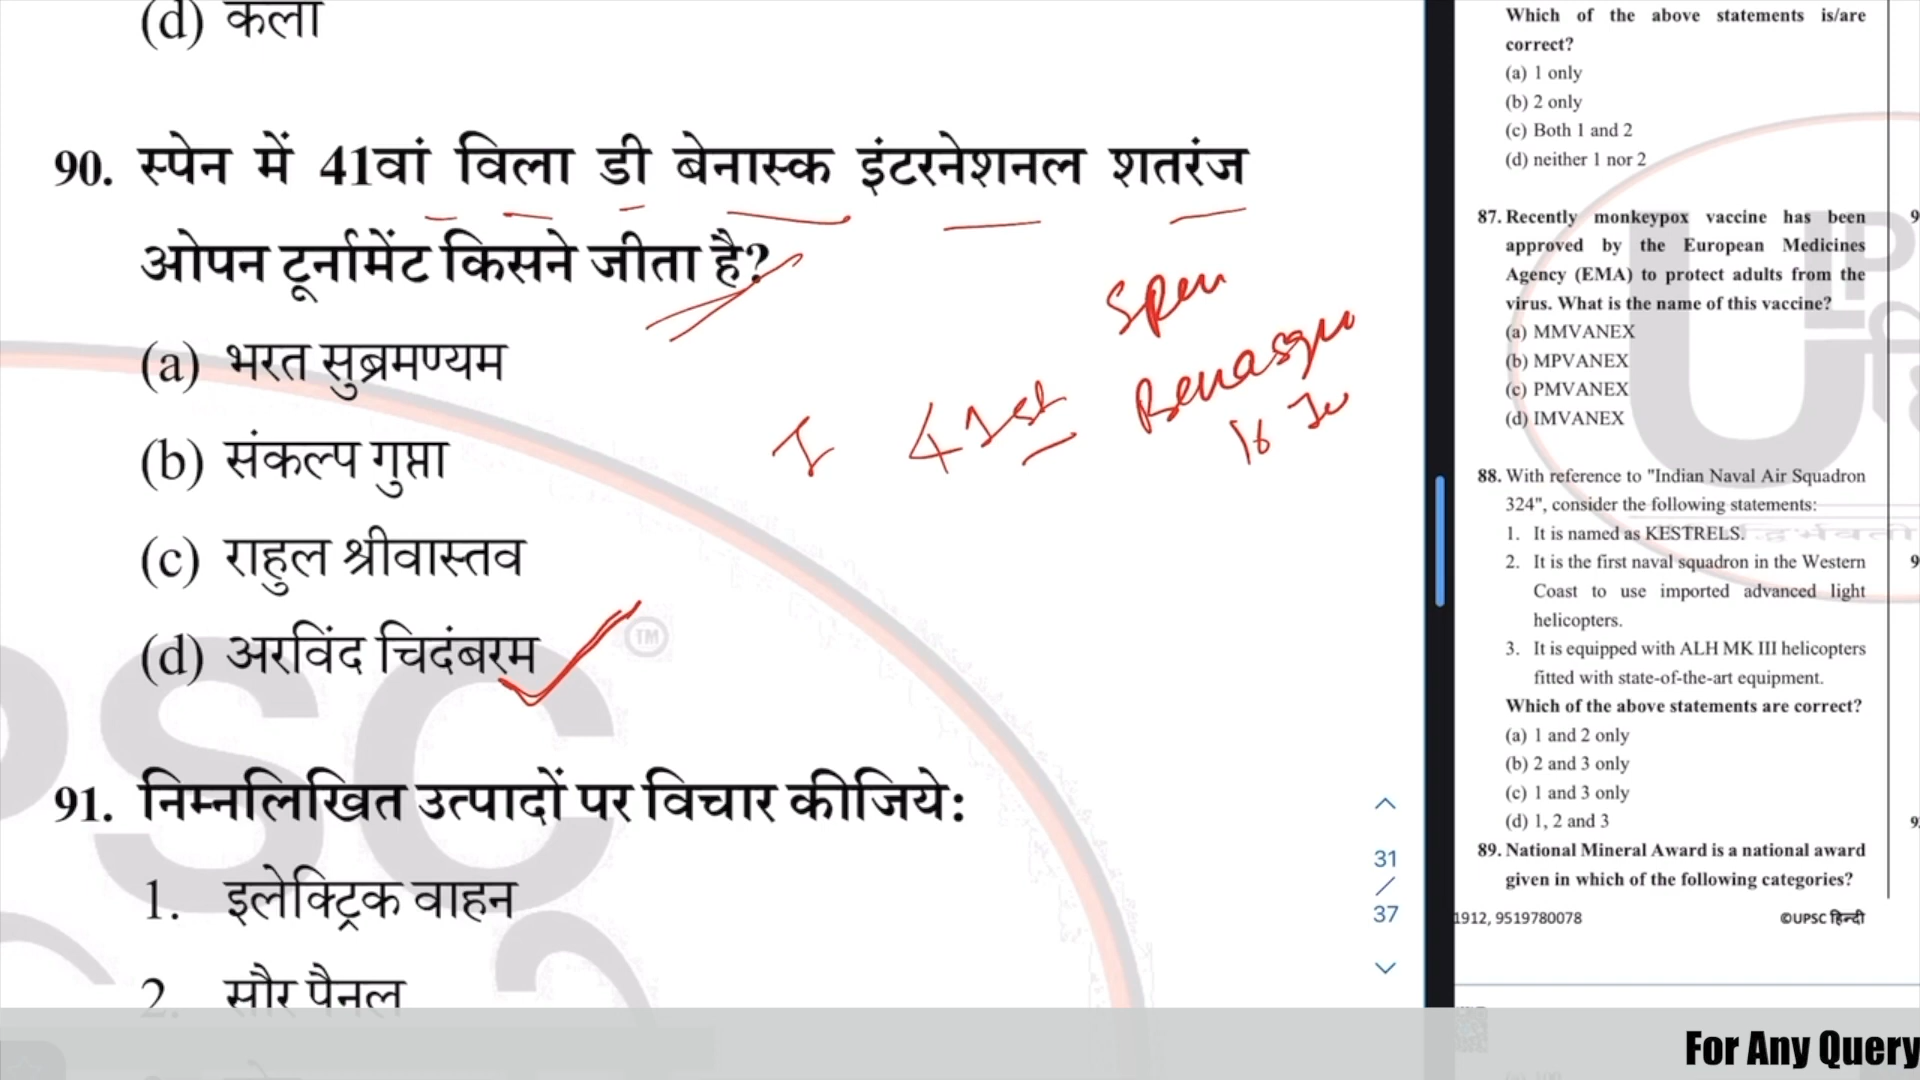 (d) कला
90. स्पेन में 41वां विला डी बेनास्क इंटरनेशनल शतरंज
ओपन टूर्नामेंट किसने जीता है?
(a) भरत सुब्रमण्यम
(b) संकल्प गुप्ता
(c) राहुल श्रीवास्तव
(d) अरविंद चिदंबरम
Spen
I 41st
16
TM
91. निम्नलिखित उत्पादों पर विचार कीजिये:
1. इलेक्ट्रिक वाहन
2. सौर पैनल
31
/
37
Which of the above statements is/are
correct?
(a) 1 only
(b) 2 only
(c) Both 1 and 2
(d) neither 1 nor 2
87. Recently monkeypox vaccine has been
approved by the European Medicines
Agency (EMA) to protect adults from the
virus. What is the name of this vaccine?
(a) MMVANEX
(b) MPVANEX
(c) PMVANEX
(d) IMVANEX
88. With reference to "Indian Naval Air Squadron
324", consider the following statements:
1. It is named as KESTRELS.
2. It is the first naval squadron in the Western
Coast to use imported advanced light
helicopters.
3. It is equipped with ALH MK III helicopters
fitted with state-of-the-art equipment.
Which of the above statements are correct?
(a) 1 and 2 only
(b) 2 and 3 only
(c) 1 and 3 only
(d) 1, 2 and 3
89. National Mineral Award is a national award
given in which of the following categories?
1912, 9519780078
©UPSC हिन्दी
For Any Query